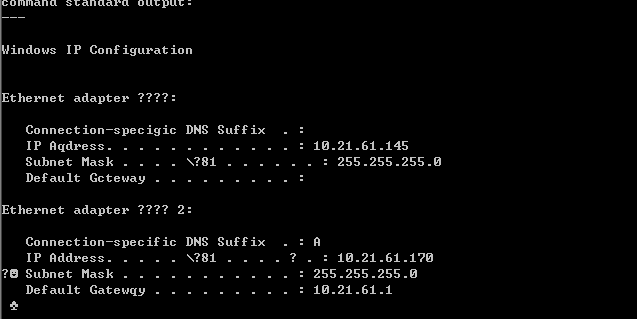 command standard output:
---
Windows IP Configuration
Ethernet adapter ????:
Connection-specigic DNS Suffix . :
IP Aqdress. . . . . . . . . . . . : 10.21.61.145
Subnet Mask . . . . \?81 . . . . . . : 255.255.255.0
Default Gcteway . . . . . . . . . :
Ethernet adapter ???? 2:
Connection-specific DNS Suffix . : A
IP Address. . . . . \?81 . . . . ? . : 10.21.61.170
?◘ Subnet Mask . . . . . . . . . . . : 255.255.255.0
Default Gatewqy . . . . . . . . . : 10.21.61.1
♣